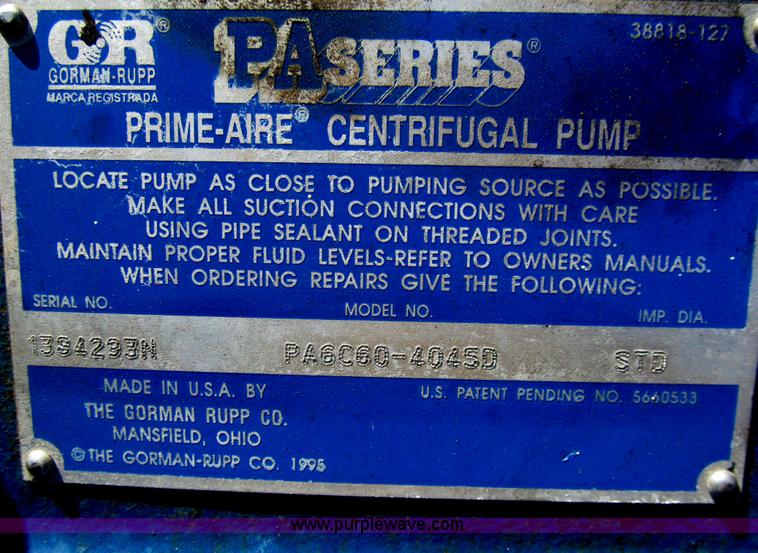 38818-127
GR®
GORMAN-RUPP
MARCA REGISTRADA
PA SERIES®
PRIME-AIRE® CENTRIFUGAL PUMP
LOCATE PUMP AS CLOSE TO PUMPING SOURCE AS POSSIBLE.
MAKE ALL SUCTION CONNECTIONS WITH CARE
USING PIPE SEALANT ON THREADED JOINTS.
MAINTAIN PROPER FLUID LEVELS-REFER TO OWNERS MANUALS.
WHEN ORDERING REPAIRS GIVE THE FOLLOWING:
SERIAL NO. MODEL NO. IMP. DIA.
1394293N PA6C60-4045D STD
MADE IN U.S.A. BY U.S. PATENT PENDING NO. 5660533
THE GORMAN RUPP CO.
MANSFIELD, OHIO
© THE GORMAN-RUPP CO. 1995
www.purplewave.com